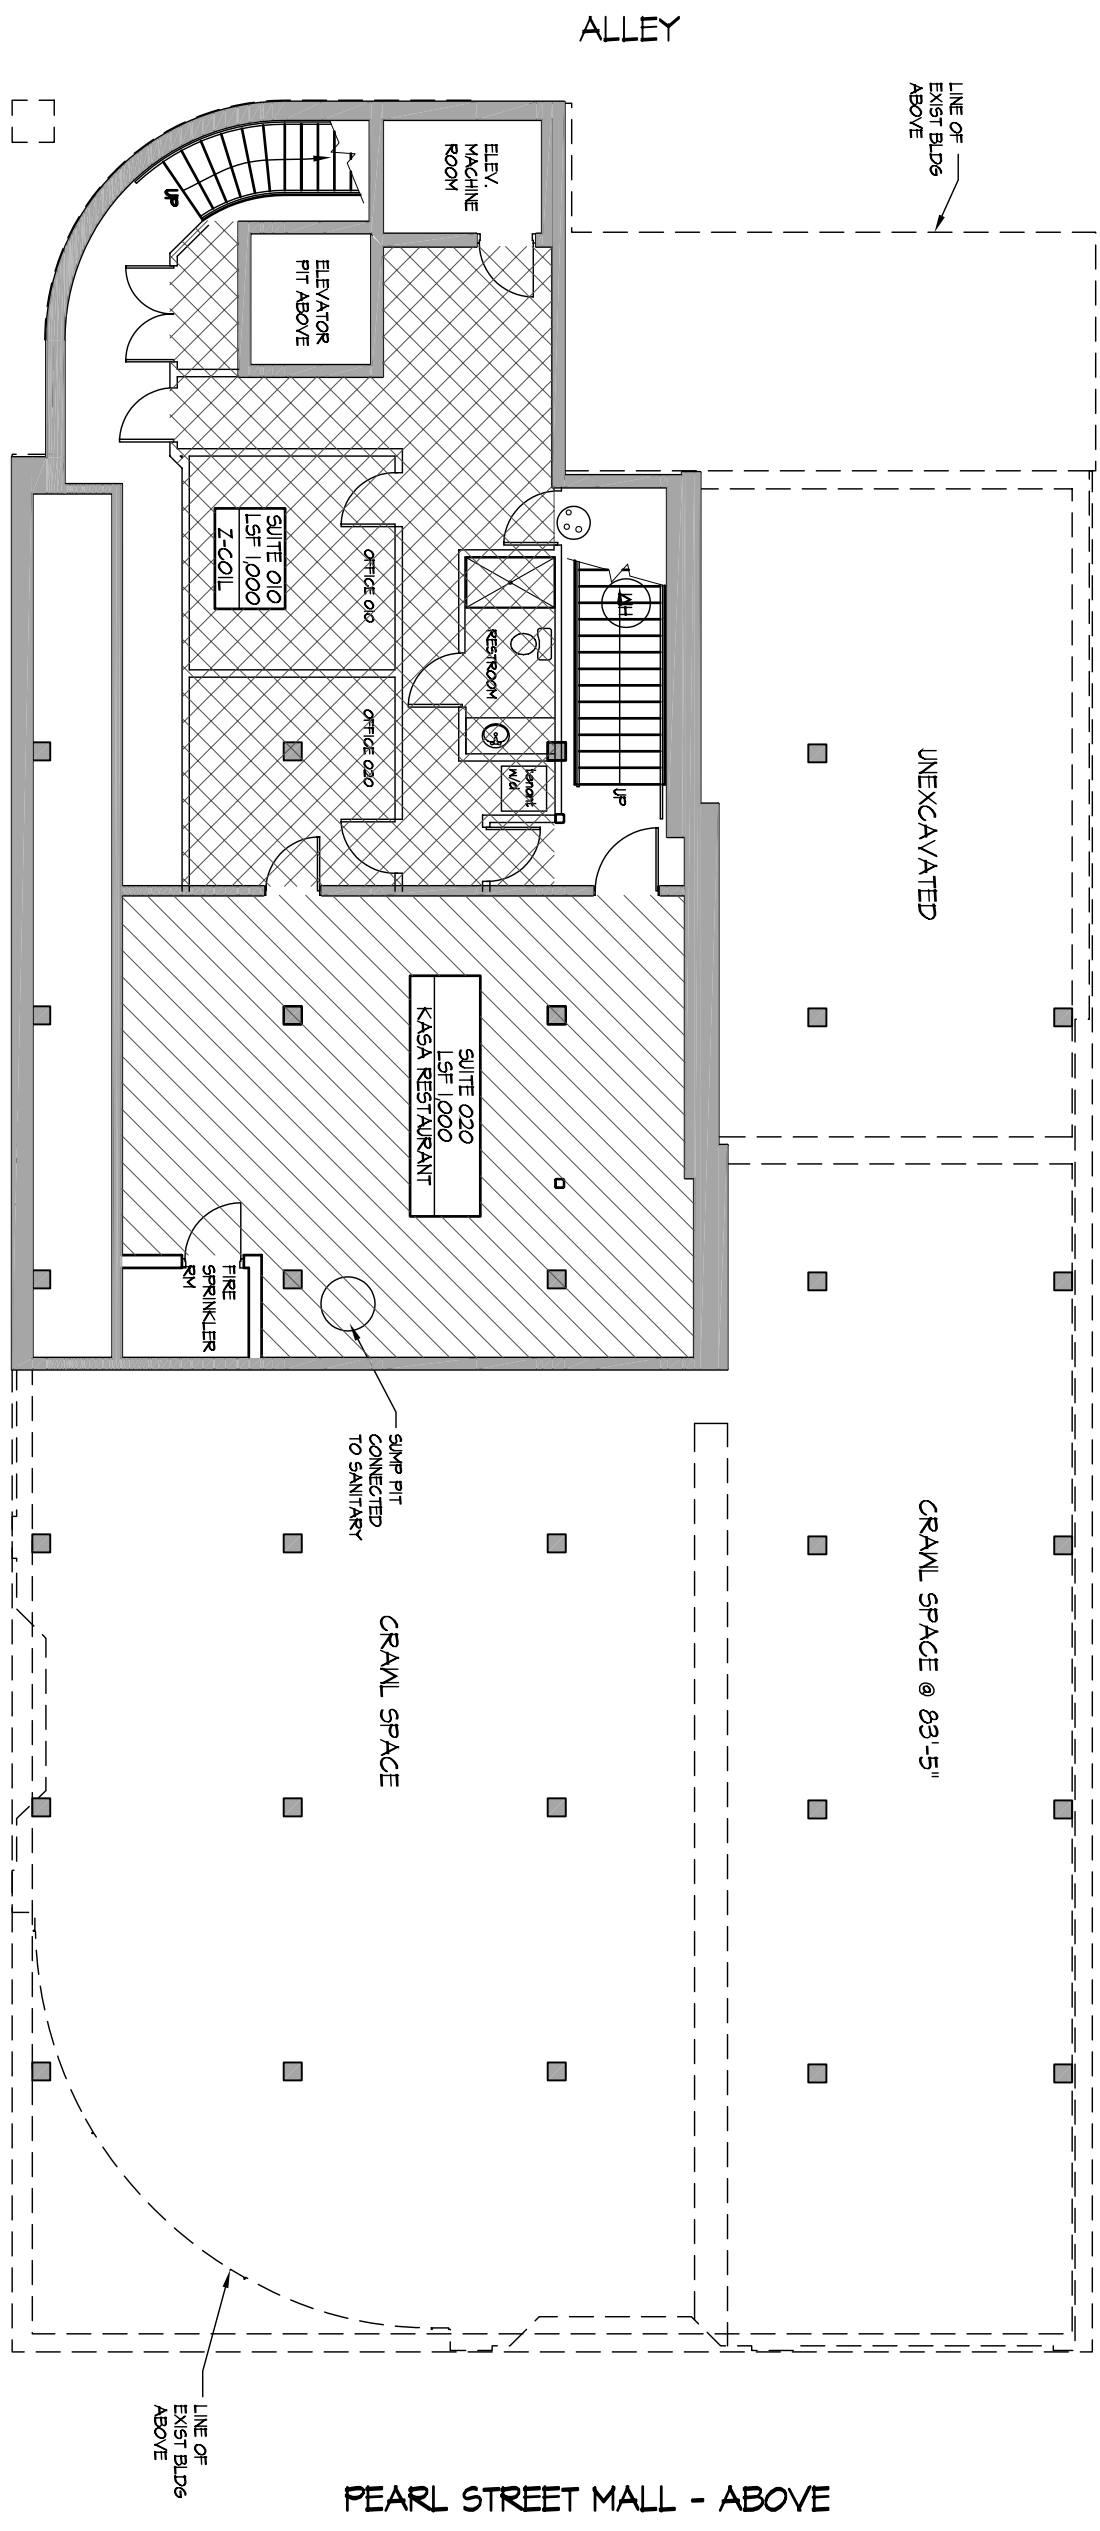 ALLEY
LINE OF
EXIST BLDG
ABOVE
ELEV.
MACHINE
ROOM
UP
ELEVATOR
PIT ABOVE
SUITE 010
LSF 1,000
Z-COIL
OFFICE 010
WH
RESTROOM
OFFICE 020
tenant
w/d
UP
UNEXCAVATED
SUITE 020
LSF 1,000
KASA RESTAURANT
FIRE
SPRINKLER
RM
SUMP PIT
CONNECTED
TO SANITARY
CRAWL SPACE
CRAWL SPACE @ 83'-5"
LINE OF
EXIST BLDG
ABOVE
PEARL STREET MALL - ABOVE